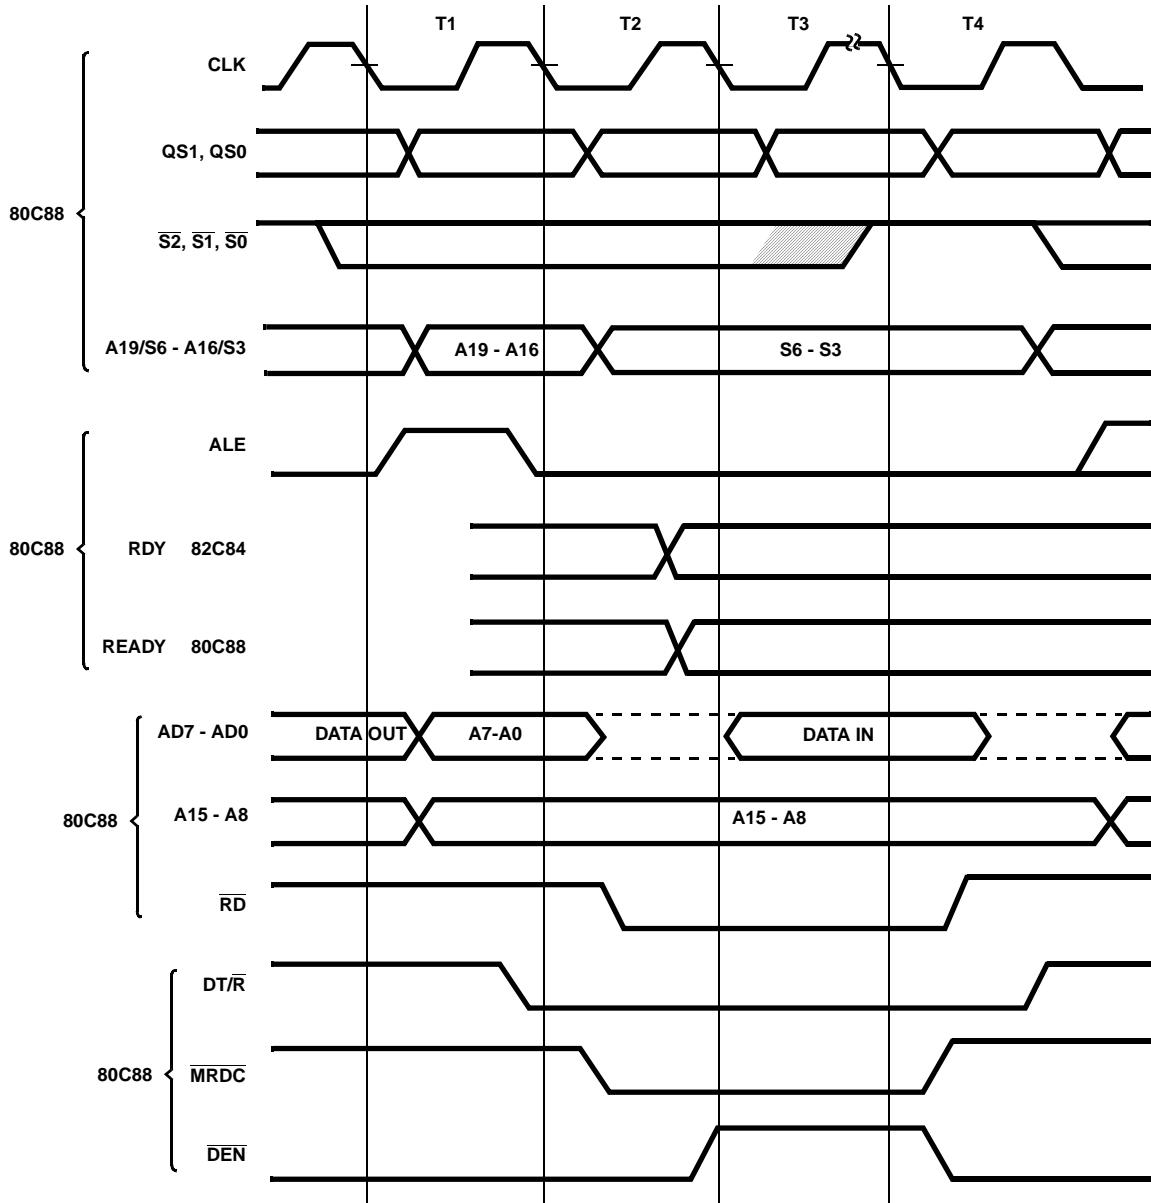 T1 T2 T3 T4
CLK
QS1, QS0
80C88
S2, S1, S0
A19/S6 - A16/S3
A19 - A16
S6 - S3
ALE
80C88
RDY 82C84
READY 80C88
AD7 - AD0
DATA OUT
A7-A0
DATA IN
80C88
A15 - A8
A15 - A8
RD
DT/R
80C88
MRDC
DEN